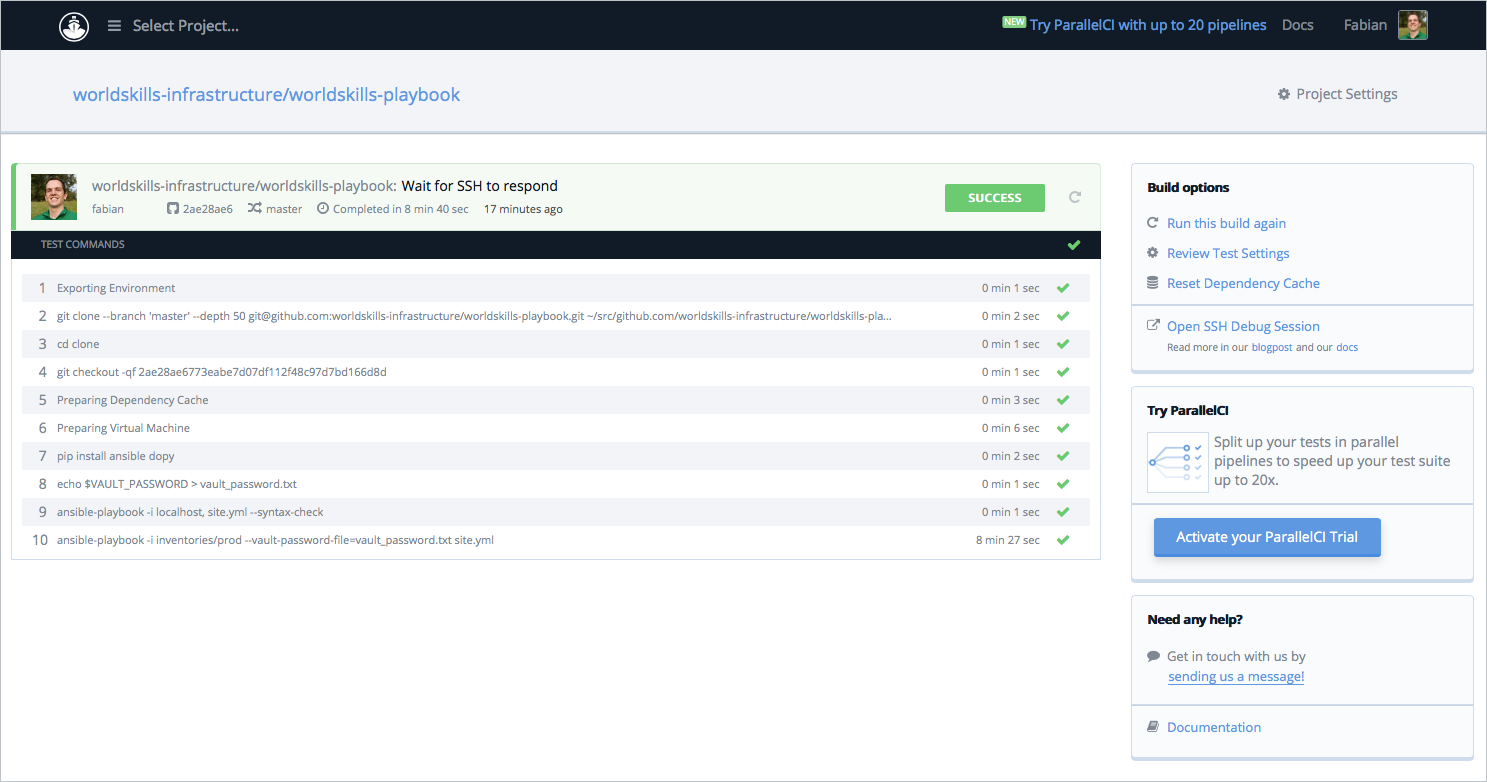 Select Project...
NEW Try ParallelCI with up to 20 pipelines
Docs
Fabian
worldskills-infrastructure/worldskills-playbook
Project Settings
worldskills-infrastructure/worldskills-playbook: Wait for SSH to respond
fabian 2ae28ae6 master Completed in 8 min 40 sec 17 minutes ago
SUCCESS
TEST COMMANDS
1 Exporting Environment 0 min 1 sec
2 git clone --branch 'master' --depth 50 git@github.com:worldskills-infrastructure/worldskills-playbook.git ~/src/github.com/worldskills-infrastructure/worldskills-pla... 0 min 2 sec
3 cd clone 0 min 1 sec
4 git checkout -qf 2ae28ae6773eabe7d07df112f48c97d7bd166d8d 0 min 1 sec
5 Preparing Dependency Cache 0 min 3 sec
6 Preparing Virtual Machine 0 min 6 sec
7 pip install ansible dopy 0 min 2 sec
8 echo $VAULT_PASSWORD > vault_password.txt 0 min 1 sec
9 ansible-playbook -i localhost, site.yml --syntax-check 0 min 1 sec
10 ansible-playbook -i inventories/prod --vault-password-file=vault_password.txt site.yml 8 min 27 sec
Build options
Run this build again
Review Test Settings
Reset Dependency Cache
Open SSH Debug Session
Read more in our blogpost and our docs
Try ParallelCI
Split up your tests in parallel
pipelines to speed up your test suite
up to 20x.
Activate your ParallelCI Trial
Need any help?
Get in touch with us by
sending us a message!
Documentation